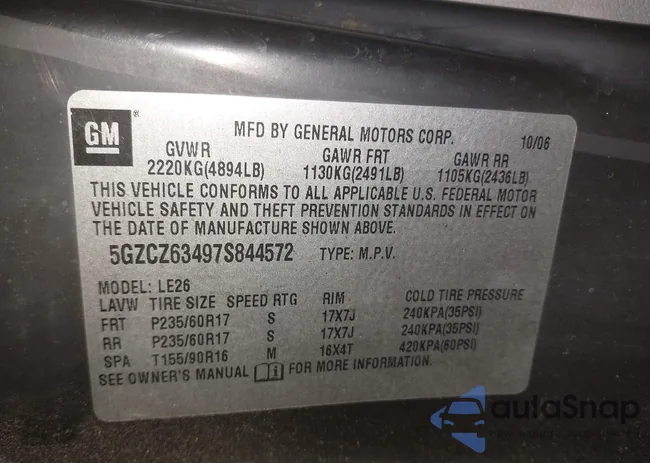 GM
MFD BY GENERAL MOTORS CORP. 10/06
GVWR GAWR FRT GAWR RR
2220KG(4894LB) 1130KG(2491LB) 1105KG(2436LB)
THIS VEHICLE CONFORMS TO ALL APPLICABLE U.S. FEDERAL MOTOR
VEHICLE SAFETY AND THEFT PREVENTION STANDARDS IN EFFECT ON
THE DATE OF MANUFACTURE SHOWN ABOVE.
5GZCZ63497S844572 TYPE: M.P.V.
MODEL: LE26
LAVW TIRE SIZE SPEED RTG RIM COLD TIRE PRESSURE
FRT P235/60R17 S 17X7J 240KPA(35PSI)
RR P235/60R17 S 17X7J 240KPA(35PSI)
SPA T155/90R16 M 16X4T 420KPA(60PSI)
SEE OWNER'S MANUAL FOR MORE INFORMATION.
autoSnap